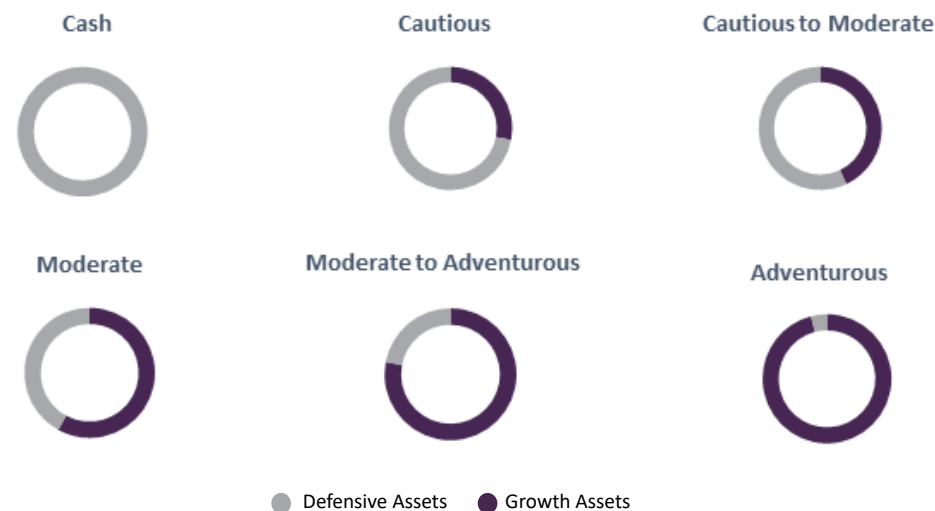 Cash
Cautious
Cautious to Moderate
Moderate
Moderate to Adventurous
Adventurous
Defensive Assets
Growth Assets